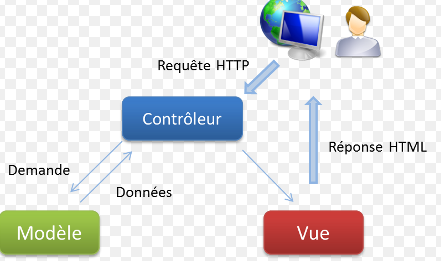 Requête HTTP
Contrôleur
Réponse HTML
Demande
Données
Modèle
Vue